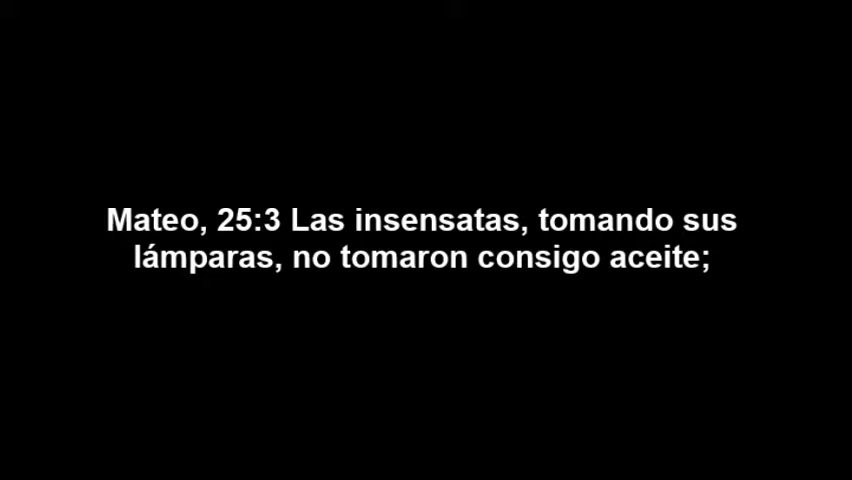 Mateo, 25:3 Las insensatas, tomando sus
lámparas, no tomaron consigo aceite;